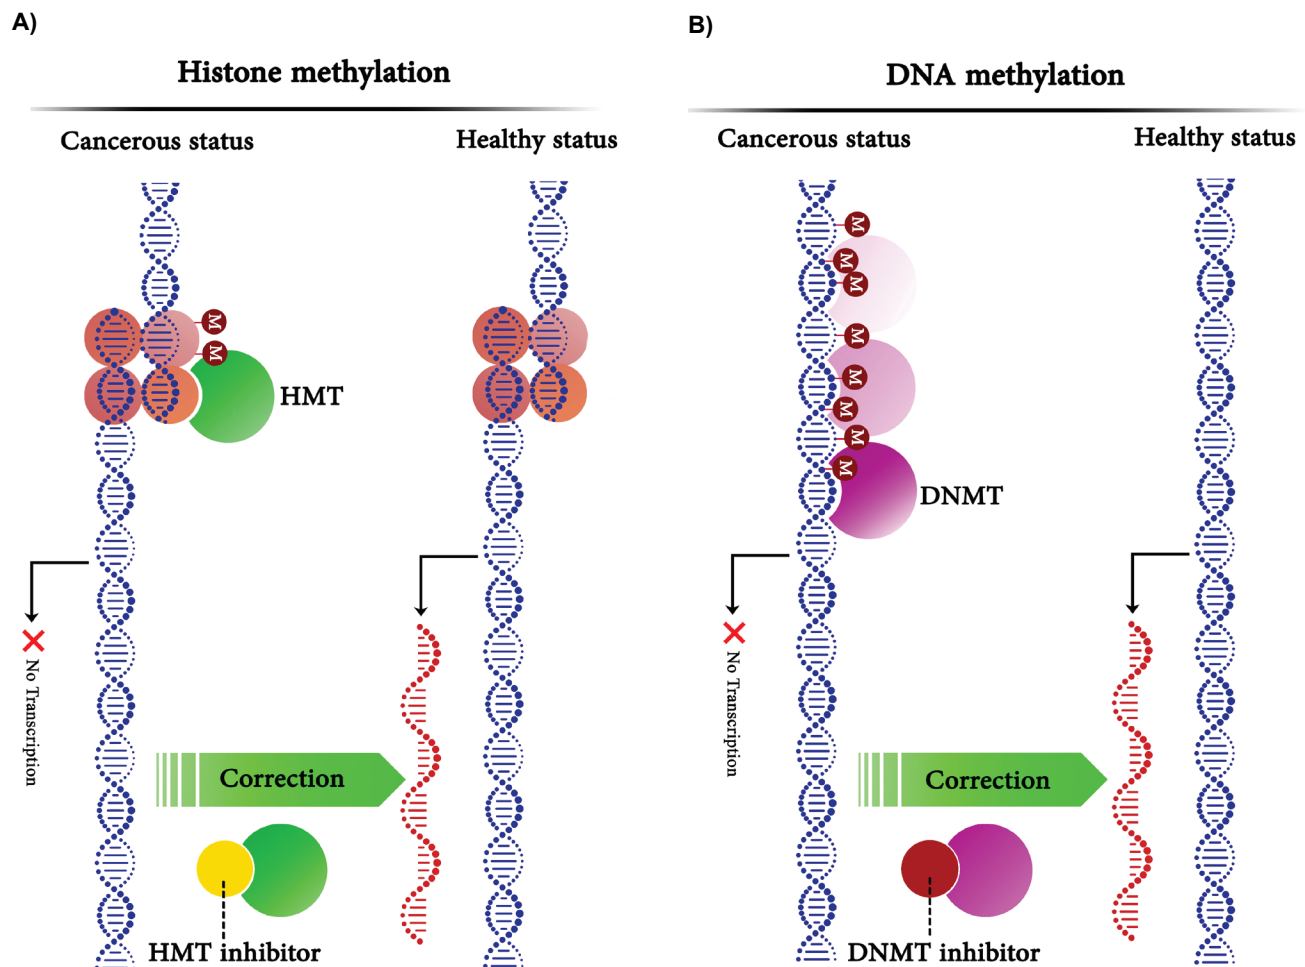 A)
Histone methylation
Cancerous status
Healthy status
M
M
HMT
No Transcription
Correction
HMT inhibitor
B)
DNA methylation
Cancerous status
Healthy status
M
M
M
M
M
M
M
M
DNMT
No Transcription
Correction
DNMT inhibitor